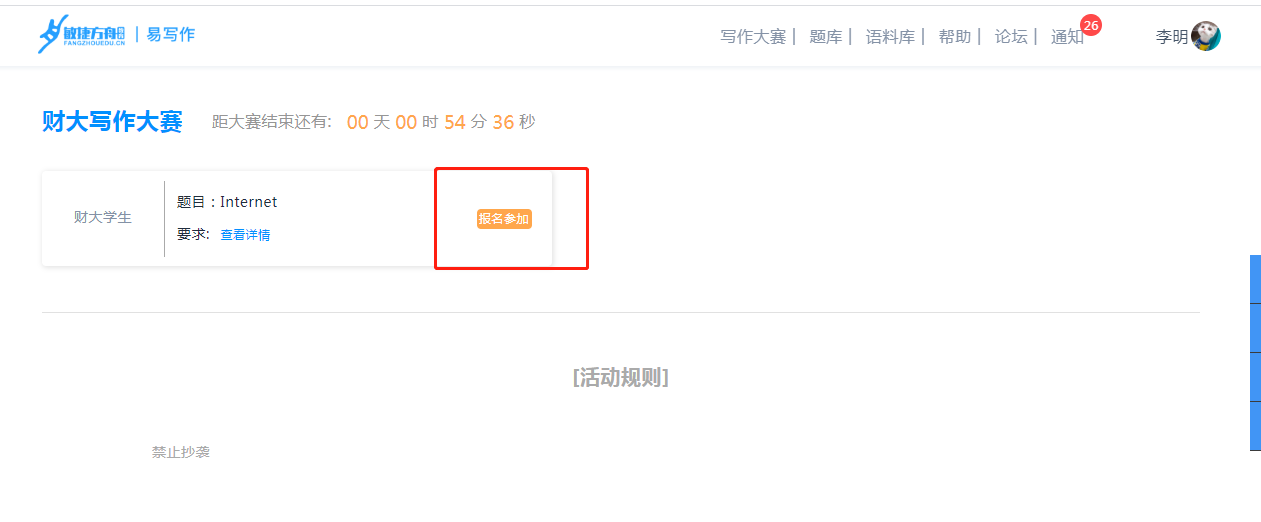 敏捷方舟
FANGZHOUEDU.CN
| 易写作
写作大赛 | 题库 | 语料库 | 帮助 | 论坛 | 通知 26 李明
财大写作大赛 距大赛结束还有: 00 天 00 时 54 分 36 秒
财大学生
题目：Internet
要求: 查看详情
报名参加
[活动规则]
禁止抄袭